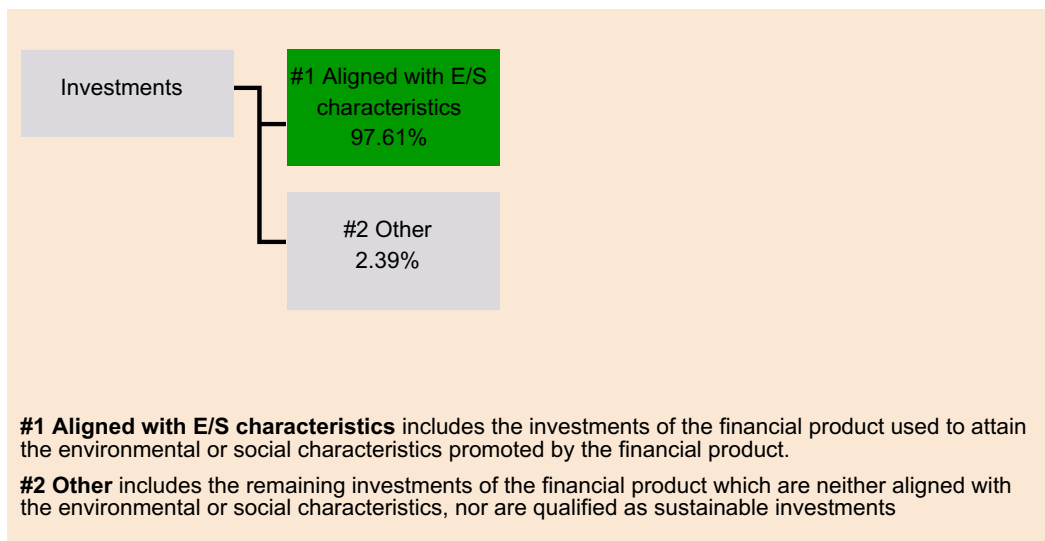 Investments
#1 Aligned with E/S
characteristics
97.61%
#2 Other
2.39%
#1 Aligned with E/S characteristics includes the investments of the financial product used to attain
the environmental or social characteristics promoted by the financial product.
#2 Other includes the remaining investments of the financial product which are neither aligned with
the environmental or social characteristics, nor are qualified as sustainable investments